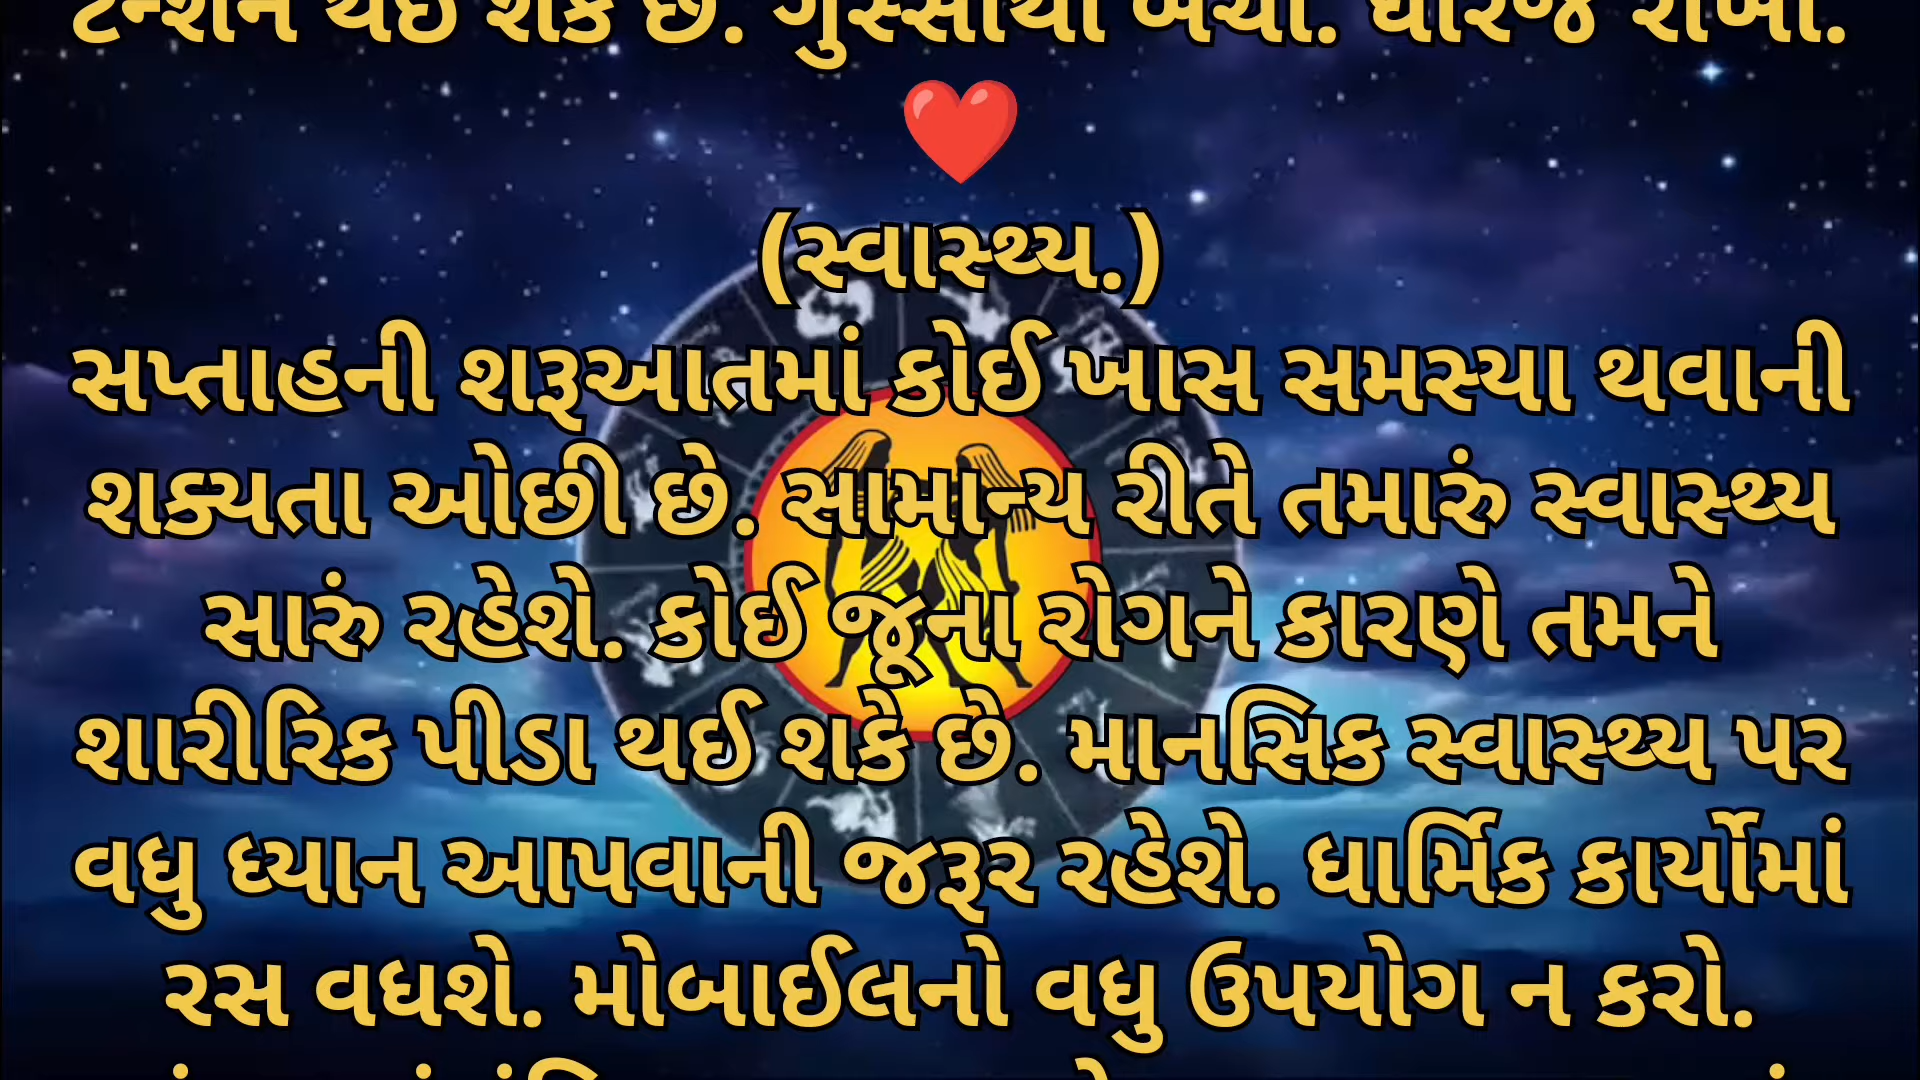 ટેન્શન થઈ શકે છે. ગુસ્સાથી બચો. ધીરજ રાખો.
(સ્વાસ્થ્ય.)
સપ્તાહની શરૂઆતમાં કોઈ ખાસ સમસ્યા થવાની
શક્યતા ઓછી છે. સામાન્ય રીતે તમારું સ્વાસ્થ્ય
સારું રહેશે. કોઈ જૂના રોગને કારણે તમને
શારીરિક પીડા થઈ શકે છે. માનસિક સ્વાસ્થ્ય પર
વધુ ધ્યાન આપવાની જરૂર રહેશે. ધાર્મિક કાર્યોમાં
રસ વધશે. મોબાઈલનો વધુ ઉપયોગ ન કરો.